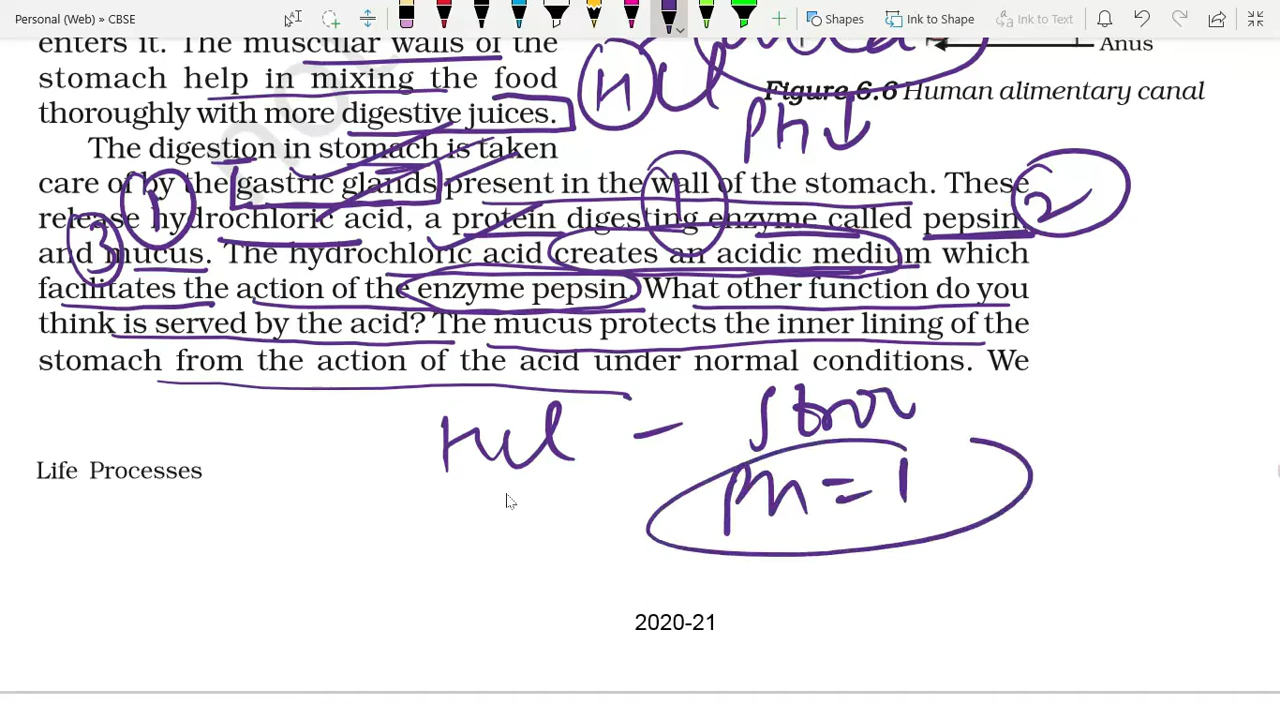 Personal (Web) » CBSE
Shapes
Ink to Shape
Ink to Text
enters it. The muscular walls of the
stomach help in mixing the food
thoroughly with more digestive juices.
HCl
Anus
Figure 6.6 Human alimentary canal
PH ↓
The digestion in stomach is taken
care of by the gastric glands present in the wall of the stomach. These
release hydrochloric acid, a protein digesting enzyme called pepsin,
1
2
3
and mucus. The hydrochloric acid creates an acidic medium which
facilitates the action of the enzyme pepsin. What other function do you
think is served by the acid? The mucus protects the inner lining of the
stomach from the action of the acid under normal conditions. We
HCl -
PH = 1
Life Processes
2020-21